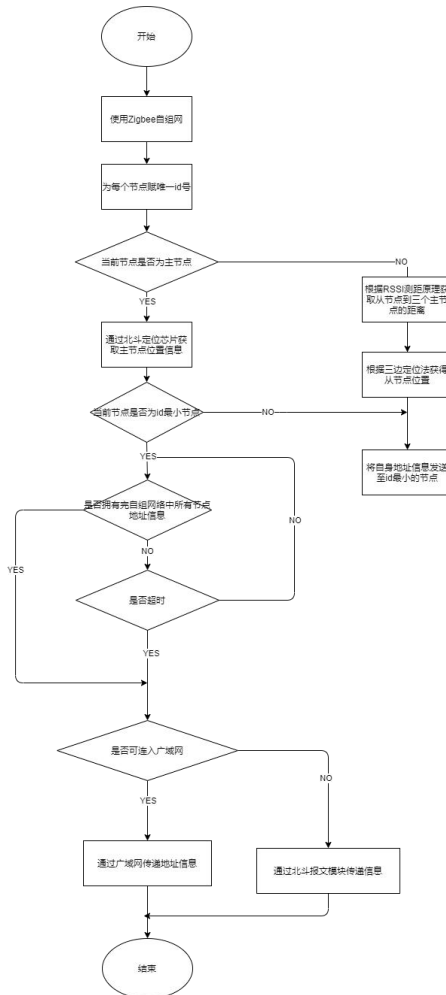 开始
使用Zigbee自组网
为每个节点赋唯一id号
当前节点是否为主节点
NO
YES
根据RSSI测距原理获
取从节点到三个主节
点的距离
通过北斗定位芯片获
取主节点位置信息
根据三边定位法获得
从节点位置
当前节点是否为id最小节点
NO
YES
将自身地址信息发送
至id最小的节点
是否拥有完自组网络中所有节点
地址信息
NO
NO
YES
是否超时
YES
是否可连入广域网
NO
YES
通过广域网传递地址信息
通过北斗报文模块传递信息
结束